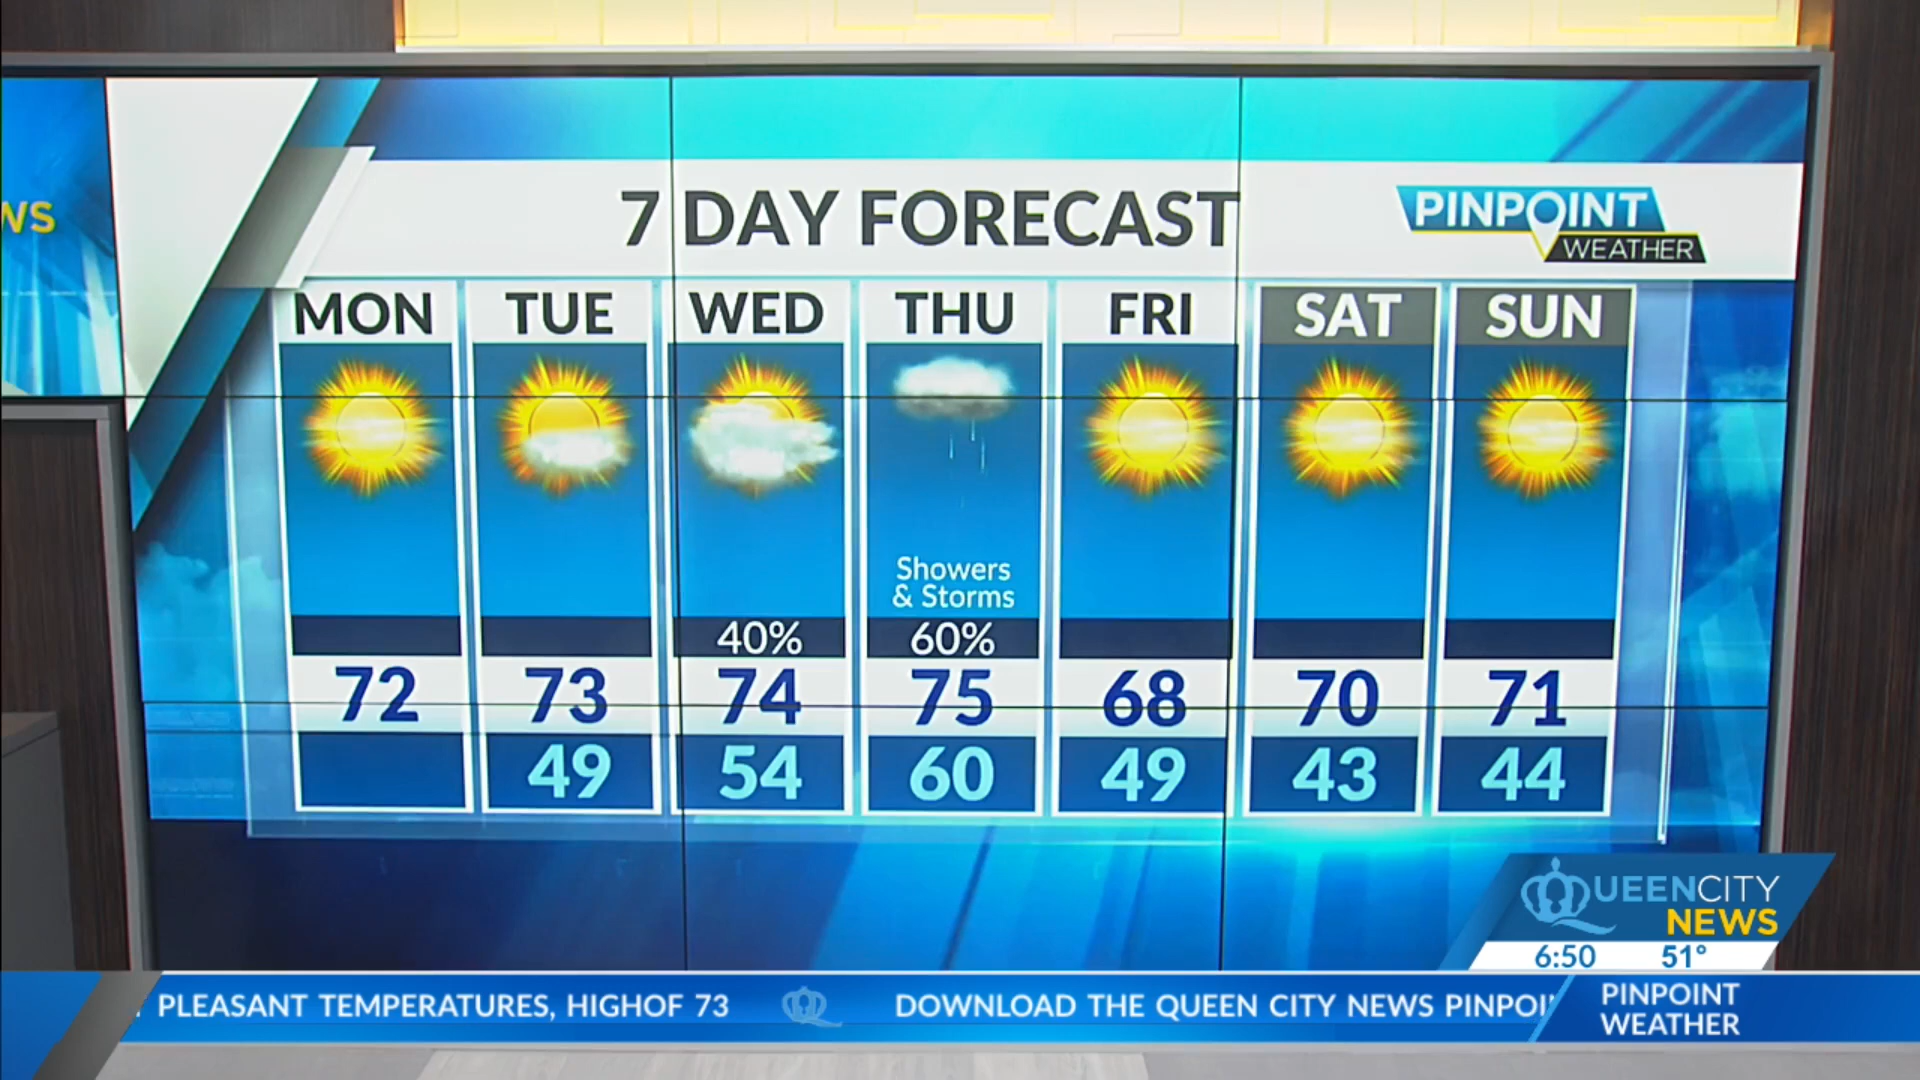 WS
7 DAY FORECAST
PINPOINT
WEATHER
MON TUE WED THU FRI SAT SUN
Showers
& Storms
40% 60%
72 73 74 75 68 70 71
49 54 60 49 43 44
QUEENCITY
NEWS
6:50 51°
PLEASANT TEMPERATURES, HIGHOF 73 DOWNLOAD THE QUEEN CITY NEWS
PINPOINT
WEATHER